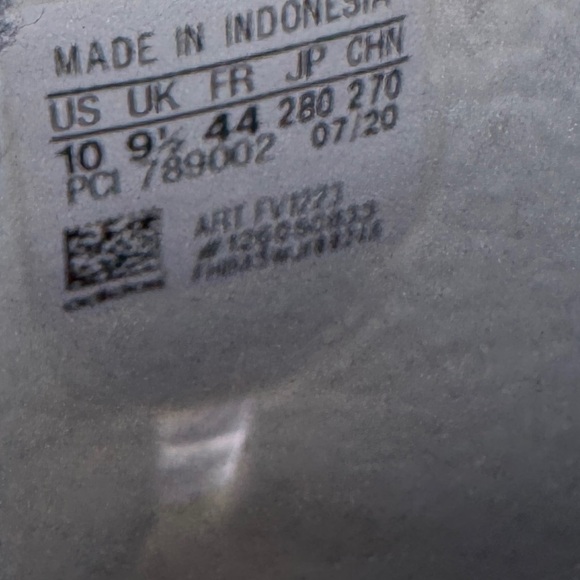 MADE IN INDONESIA
US UK FR JP CHN
10 9½ 44 280 270
PCI 789002 07/20
ART FV1223